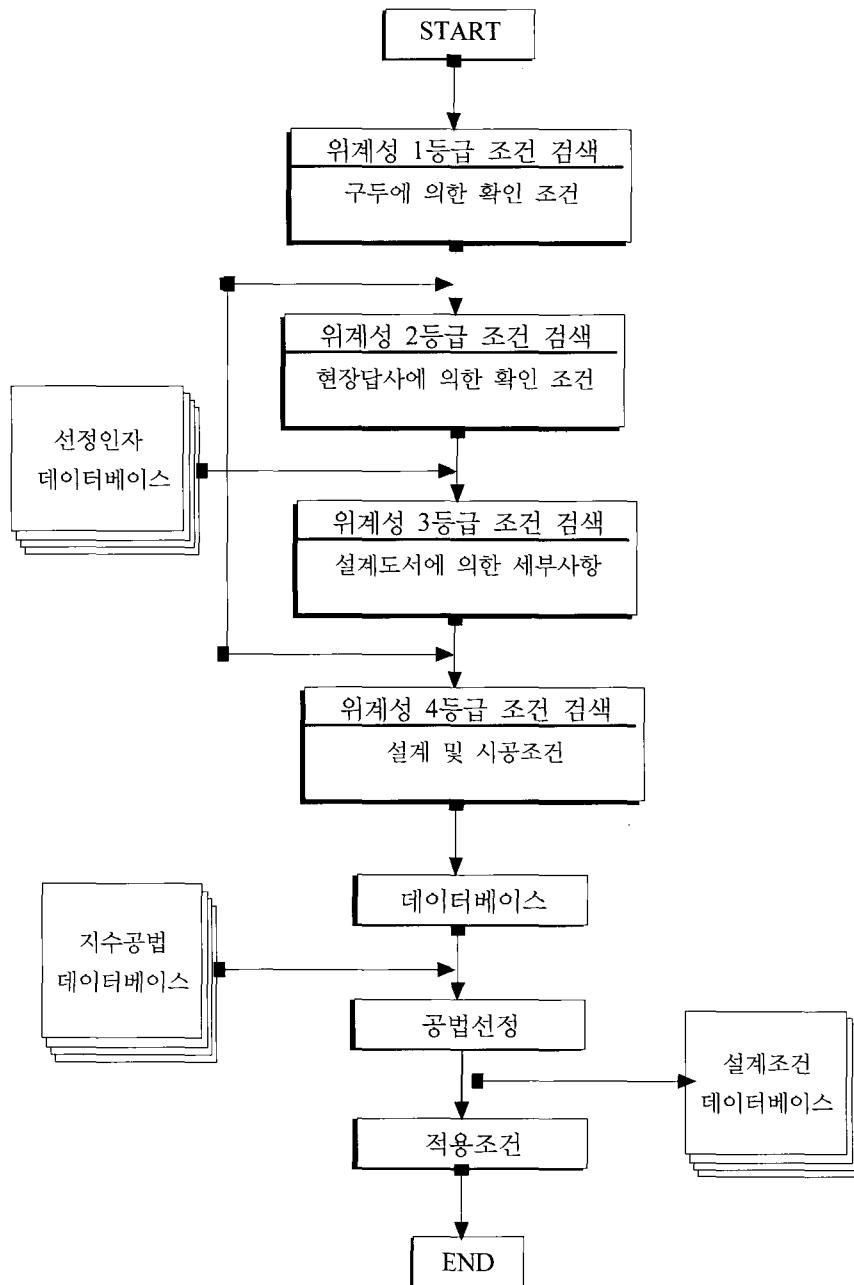 START
위계성 1등급 조건 검색
구두에 의한 확인 조건
위계성 2등급 조건 검색
현장답사에 의한 확인 조건
선정인자
데이터베이스
위계성 3등급 조건 검색
설계도서에 의한 세부사항
위계성 4등급 조건 검색
설계 및 시공조건
데이터베이스
지수공법
데이터베이스
공법선정
설계조건
데이터베이스
적용조건
END